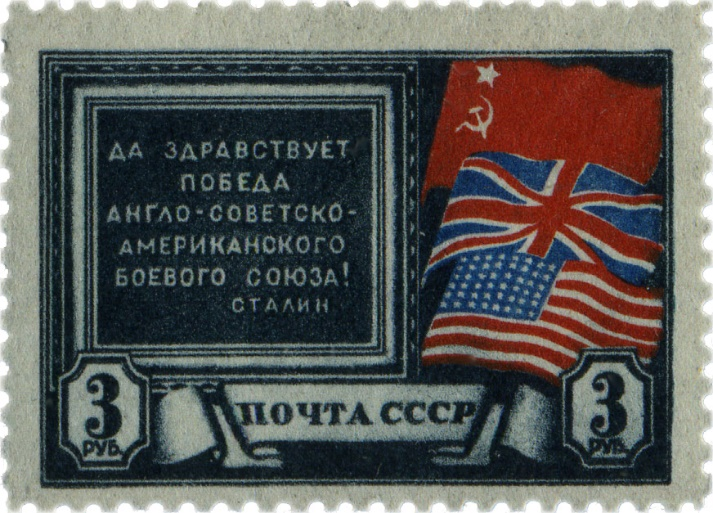 ДА ЗДРАВСТВУЕТ
ПОБЕДА
АНГЛО-СОВЕТСКО-
АМЕРИКАНСКОГО
БОЕВОГО СОЮЗА!
СТАЛИН
3 РУБ.
ПОЧТА СССР
3 РУБ.